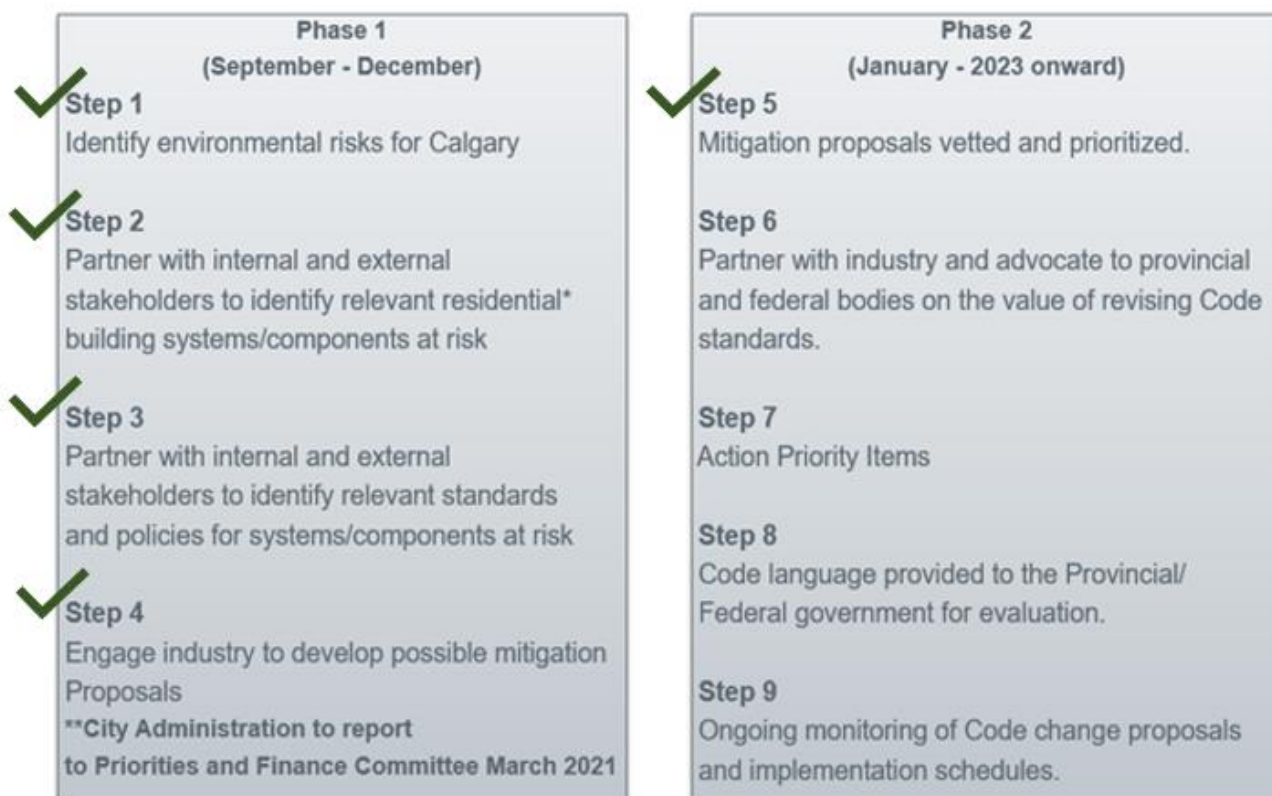 Phase 1
(September - December)
Step 1
Identify environmental risks for Calgary
Step 2
Partner with internal and external
stakeholders to identify relevant residential*
building systems/components at risk
Step 3
Partner with internal and external
stakeholders to identify relevant standards
and policies for systems/components at risk
Step 4
Engage industry to develop possible mitigation
Proposals
**City Administration to report
to Priorities and Finance Committee March 2021
Phase 2
(January - 2023 onward)
Step 5
Mitigation proposals vetted and prioritized.
Step 6
Partner with industry and advocate to provincial
and federal bodies on the value of revising Code
standards.
Step 7
Action Priority Items
Step 8
Code language provided to the Provincial/
Federal government for evaluation.
Step 9
Ongoing monitoring of Code change proposals
and implementation schedules.